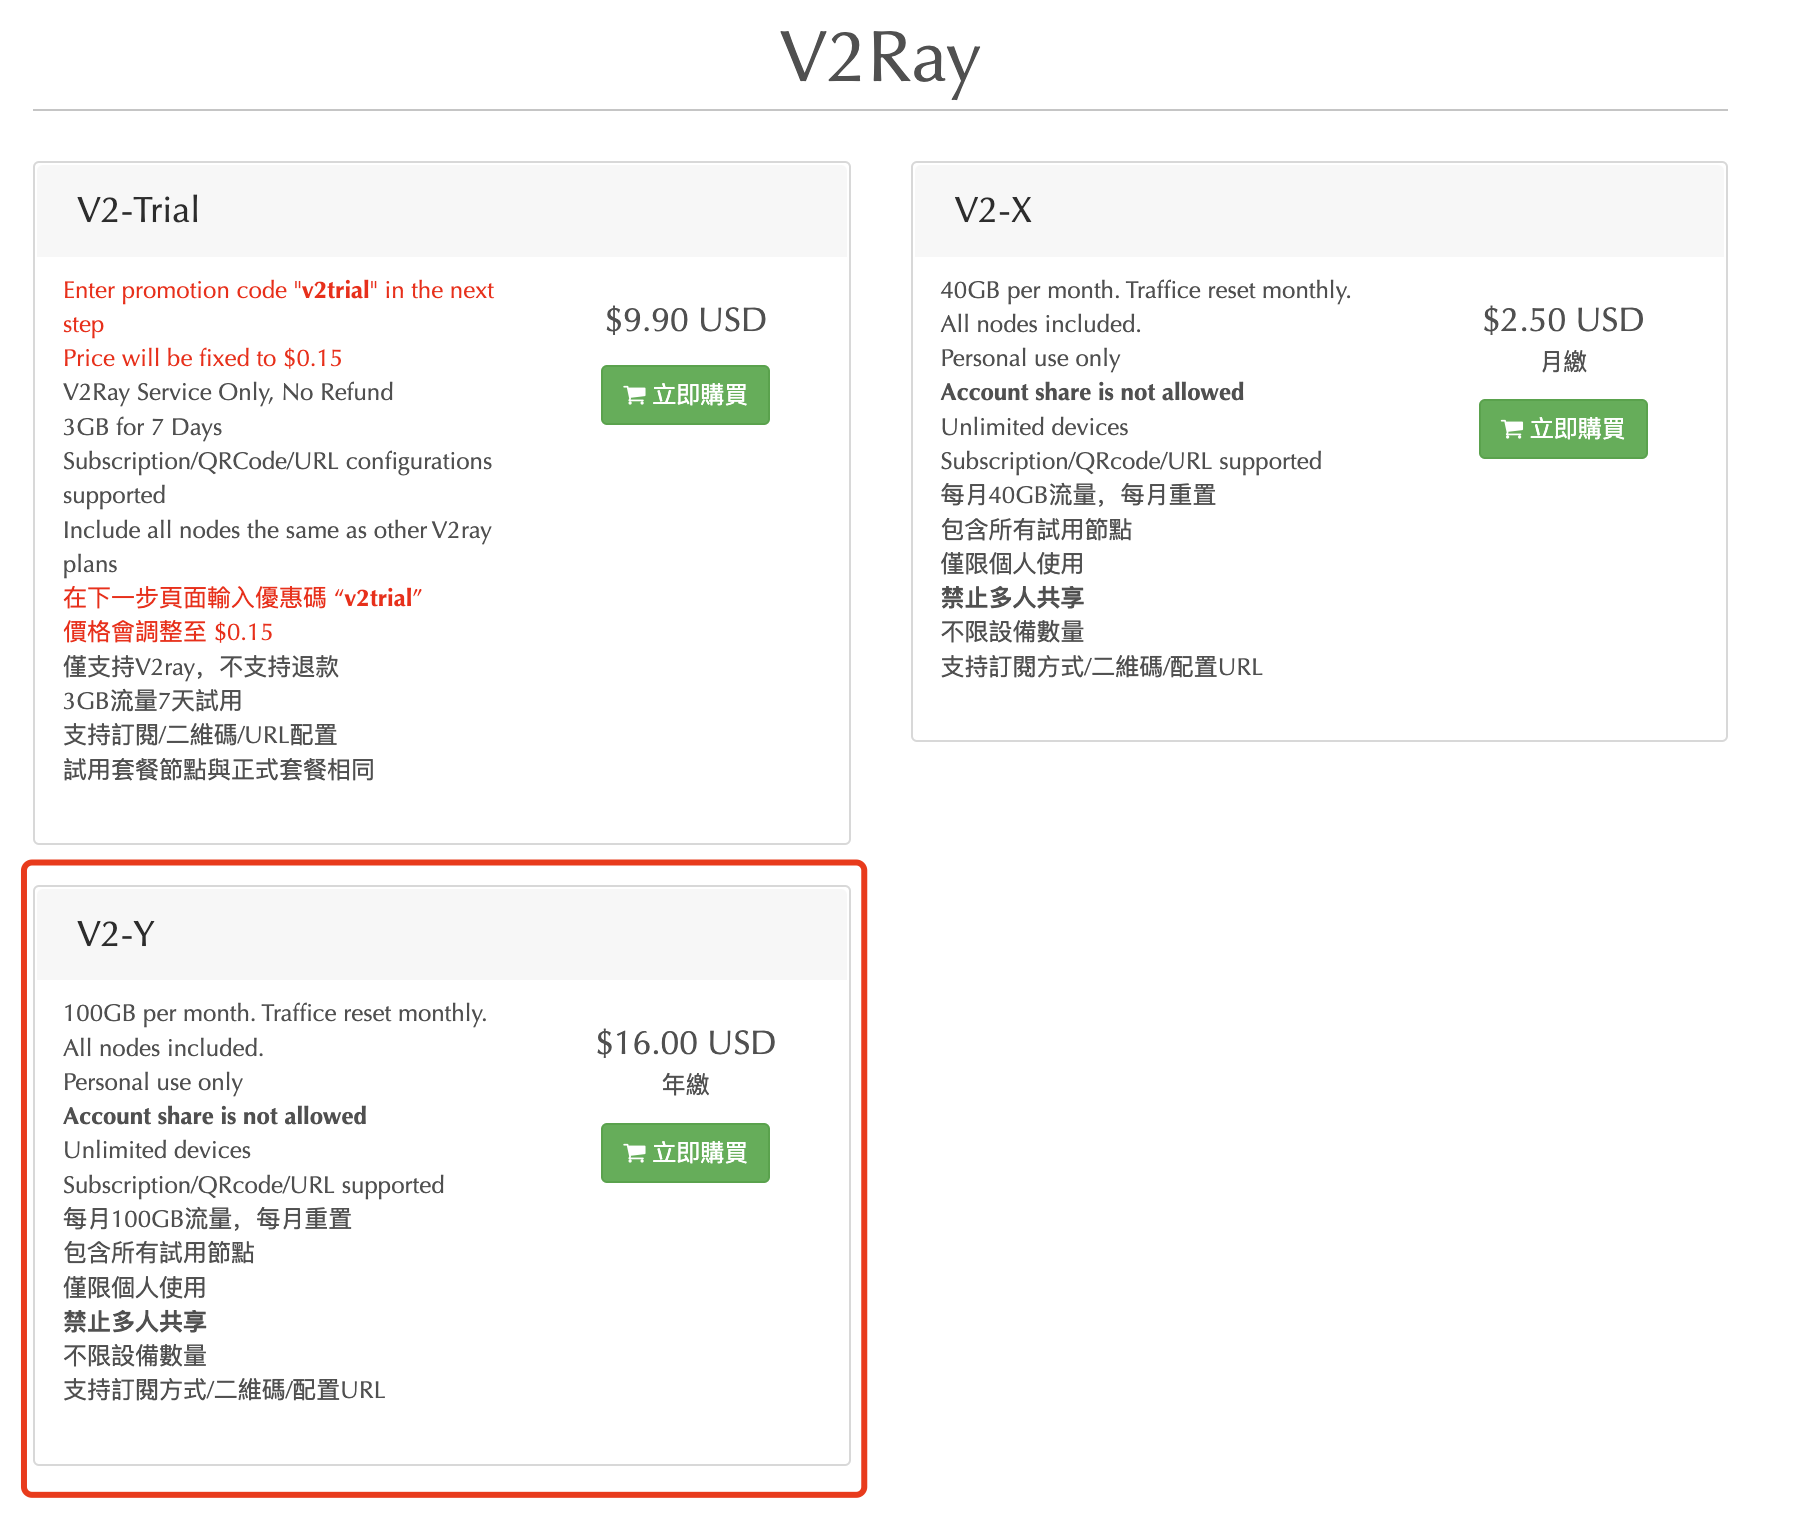 V2Ray
V2-Trial
Enter promotion code "v2trial" in the next
step
Price will be fixed to $0.15
V2Ray Service Only, No Refund
3GB for 7 Days
Subscription/QRCode/URL configurations
supported
Include all nodes the same as other V2ray
plans
在下一步頁面輸入優惠碼 “v2trial”
價格會調整至 $0.15
僅支持V2ray，不支持退款
3GB流量7天試用
支持訂閱/二維碼/URL配置
試用套餐節點與正式套餐相同
$9.90 USD
立即購買
V2-X
40GB per month. Traffice reset monthly.
All nodes included.
Personal use only
Account share is not allowed
Unlimited devices
Subscription/QRcode/URL supported
每月40GB流量，每月重置
包含所有試用節點
僅限個人使用
禁止多人共享
不限設備數量
支持訂閱方式/二維碼/配置URL
$2.50 USD
月繳
立即購買
V2-Y
100GB per month. Traffice reset monthly.
All nodes included.
Personal use only
Account share is not allowed
Unlimited devices
Subscription/QRcode/URL supported
每月100GB流量，每月重置
包含所有試用節點
僅限個人使用
禁止多人共享
不限設備數量
支持訂閱方式/二維碼/配置URL
$16.00 USD
年繳
立即購買